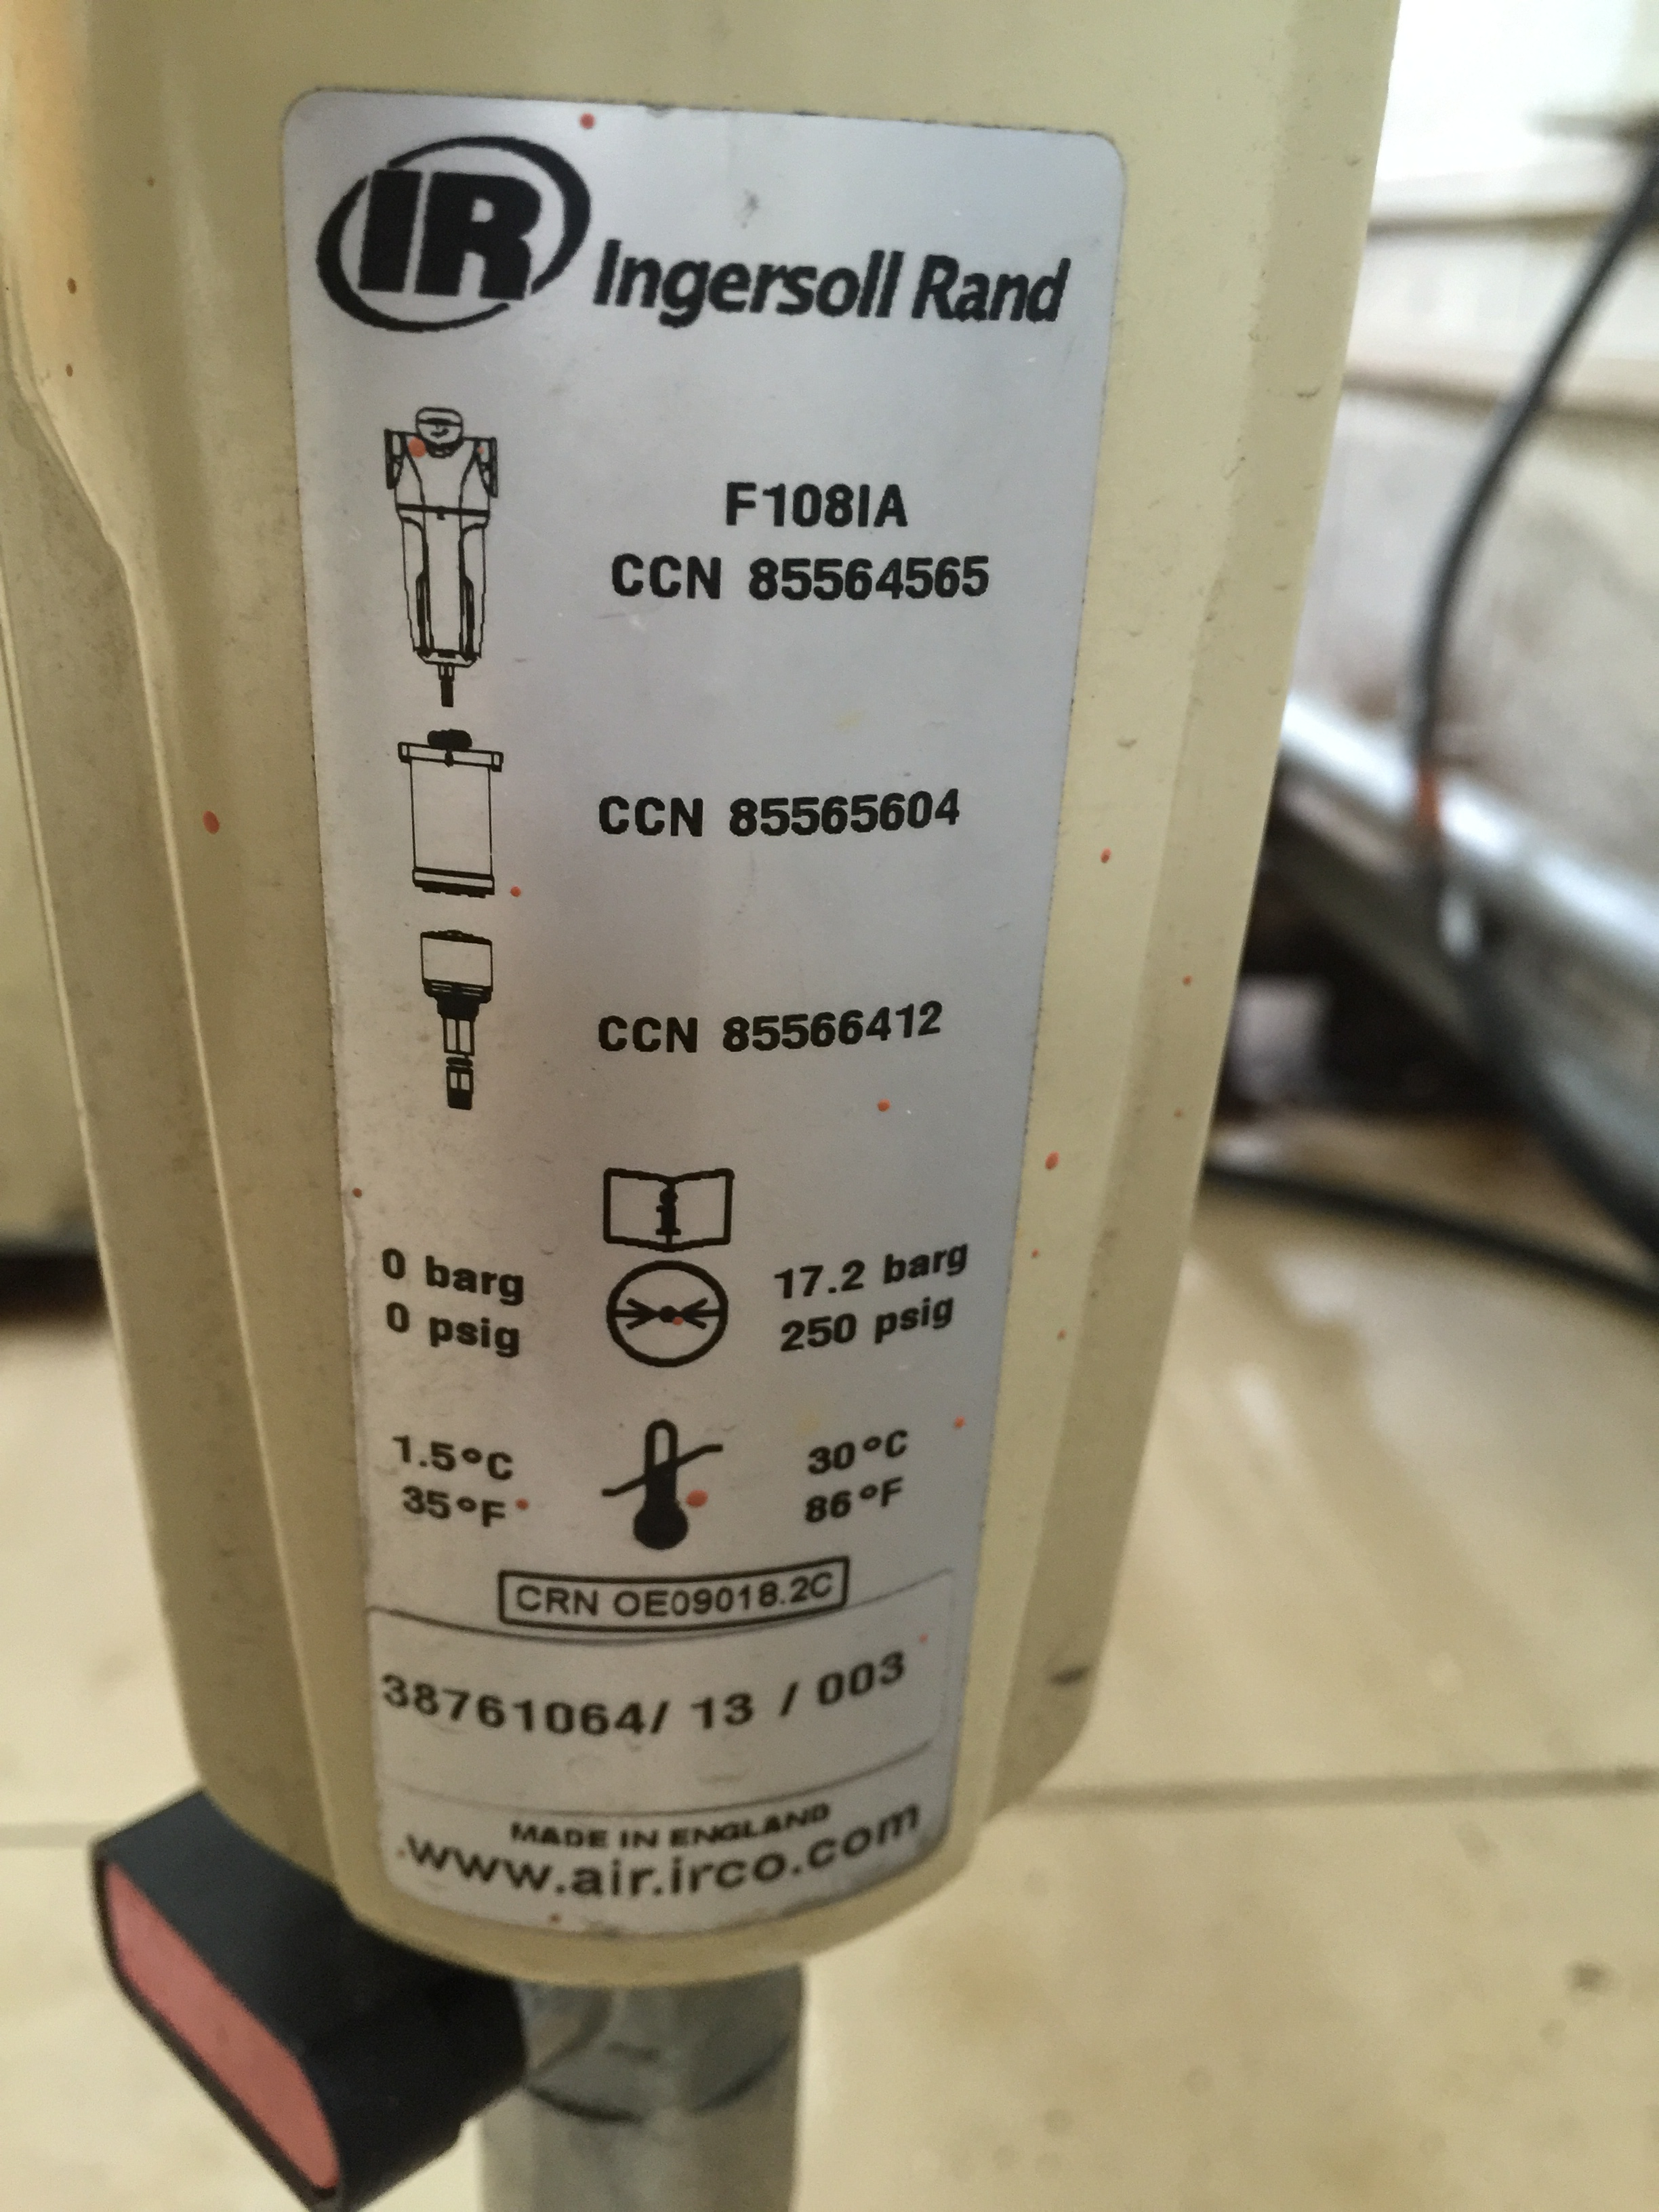 IR Ingersoll Rand
F108IA
CCN 85564565
CCN 85565604
CCN 85566412
i
0 barg
0 psig
17.2 barg
250 psig
1.5°C
35°F
30°C
86°F
CRN OE09018.2C
38761064/ 13 / 003
MADE IN ENGLAND
www.air.irco.com